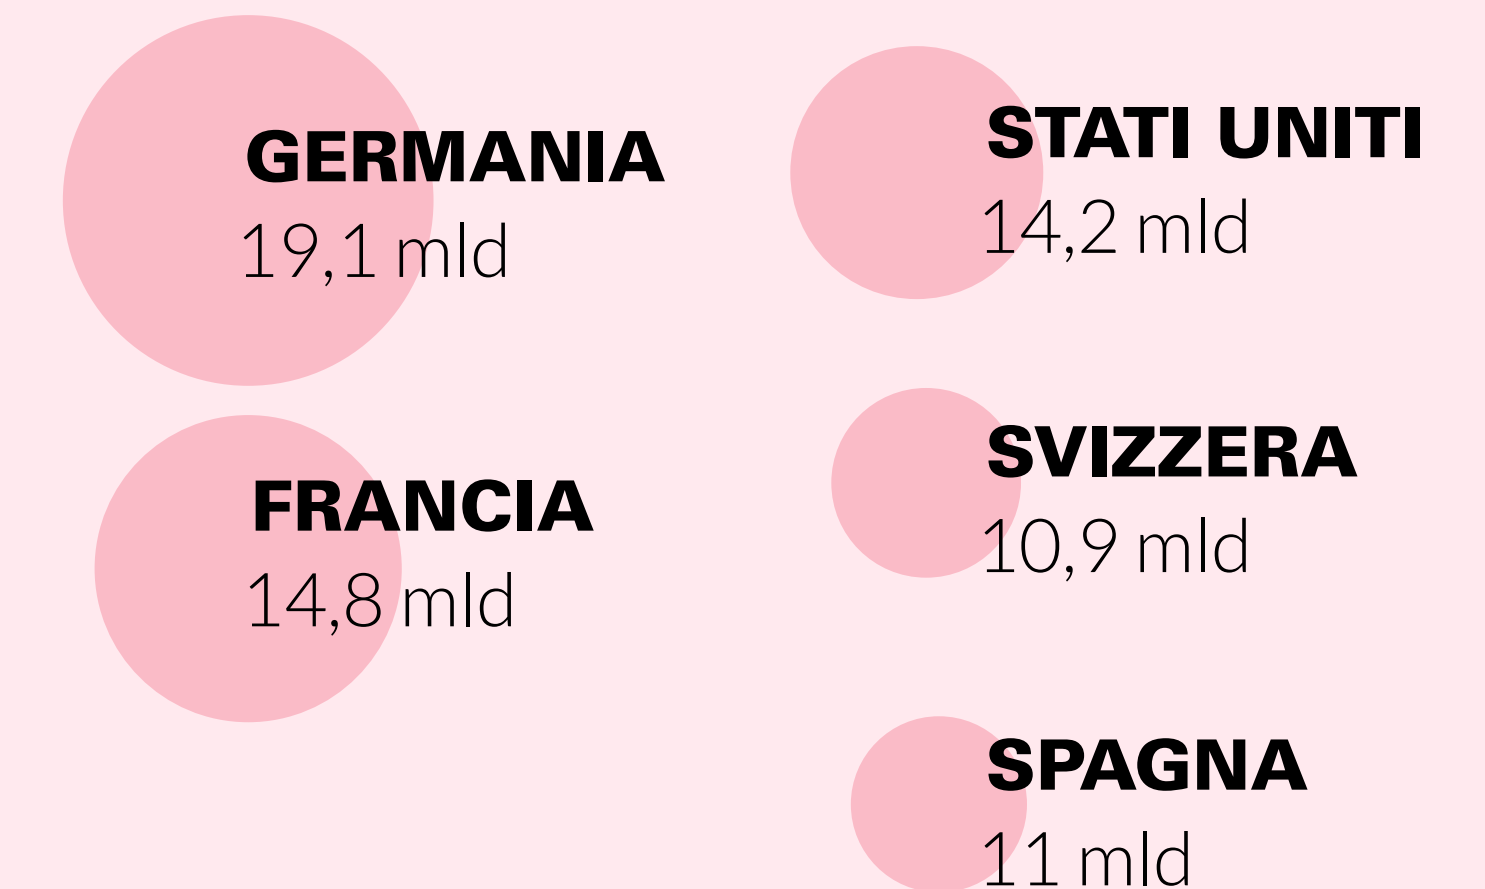 GERMANIA
19,1 mld
FRANCIA
14,8 mld
STATI UNITI
14,2 mld
SVIZZERA
10,9 mld
SPAGNA
11 mld